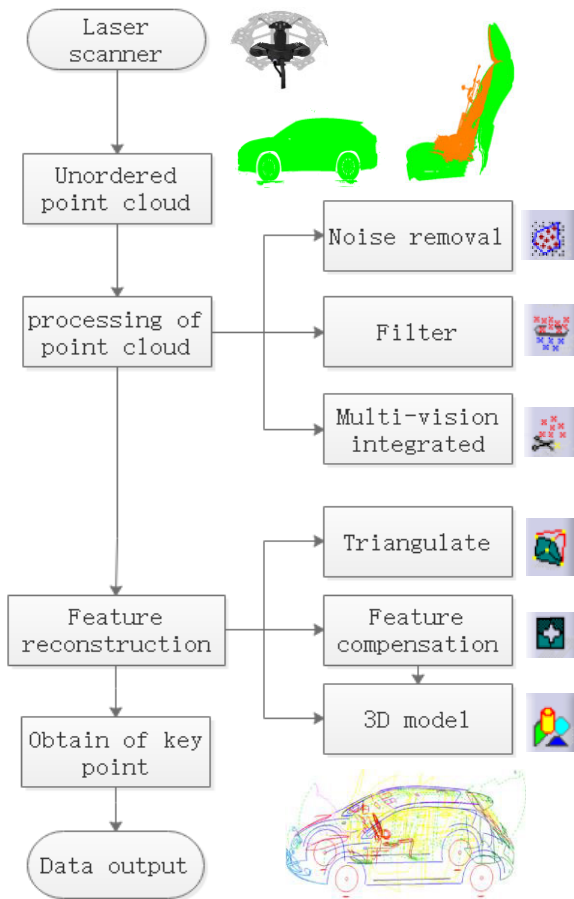 Laser
scanner
Unordered
point cloud
processing of
point cloud
Noise removal
Filter
Multi-vision
integrated
Feature
reconstruction
Triangulate
Feature
compensation
3D model
Obtain of key
point
Data output